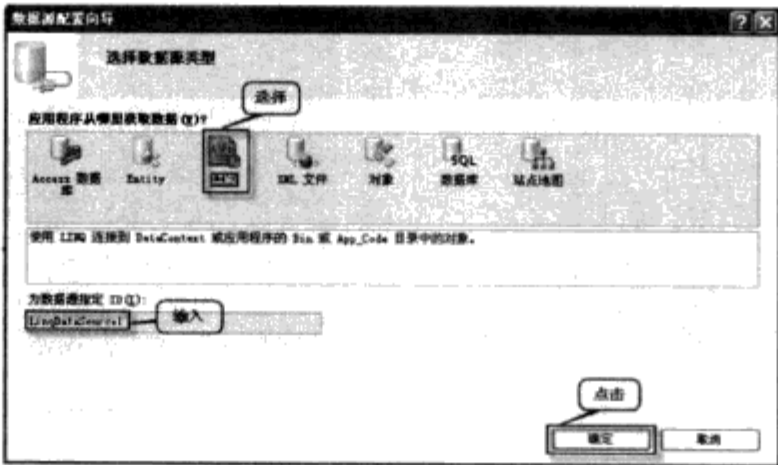 数据源配置向导
选择数据源类型
选择
应用程序从哪里获取数据(Y)?
Access 数据库
Entity
LINQ
XML 文件
对象
SQL 数据库
站点地图
使用 LINQ 连接到 DataContext 或应用程序的 Bin 或 App_Code 目录中的对象。
为数据源指定 ID(I):
LinqDataSource1
输入
点击
确定
取消